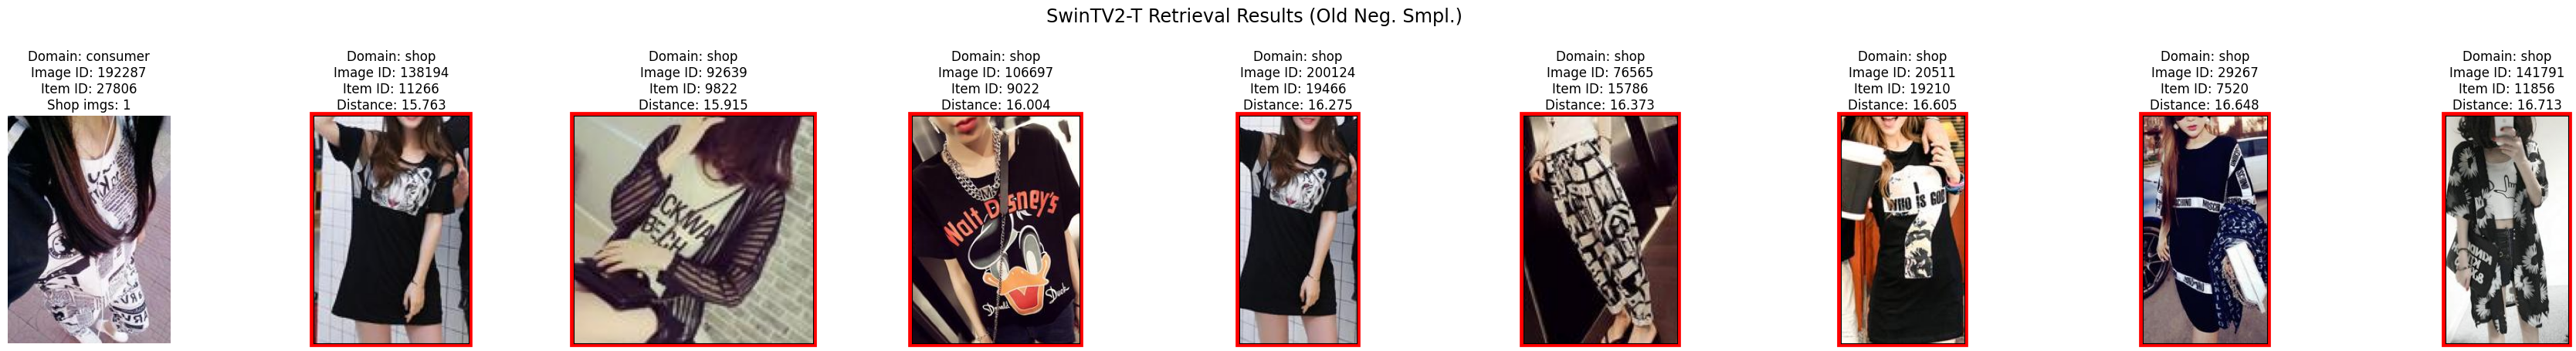 SwinTV2-T Retrieval Results (Old Neg. Smpl.)
Domain: consumer
Image ID: 192287
Item ID: 27806
Shop imgs: 1
Domain: shop
Image ID: 138194
Item ID: 11266
Distance: 15.763
Domain: shop
Image ID: 92639
Item ID: 9822
Distance: 15.915
Domain: shop
Image ID: 106697
Item ID: 9022
Distance: 16.004
Domain: shop
Image ID: 200124
Item ID: 19466
Distance: 16.275
Domain: shop
Image ID: 76565
Item ID: 15786
Distance: 16.373
Domain: shop
Image ID: 20511
Item ID: 19210
Distance: 16.605
Domain: shop
Image ID: 29267
Item ID: 7520
Distance: 16.648
Domain: shop
Image ID: 141791
Item ID: 11856
Distance: 16.713
Walt Disney's
Donald Duck
WHO IS GOD